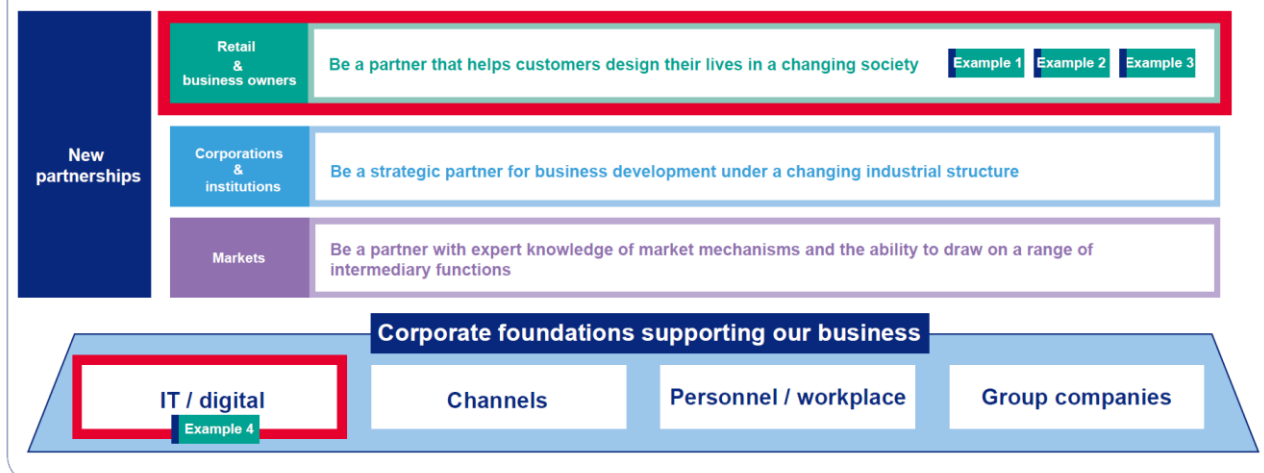 New
partnerships
Retail
&
business owners
Be a partner that helps customers design their lives in a changing society
Example 1
Example 2
Example 3
Corporations
&
institutions
Be a strategic partner for business development under a changing industrial structure
Markets
Be a partner with expert knowledge of market mechanisms and the ability to draw on a range of
intermediary functions
Corporate foundations supporting our business
IT / digital
Example 4
Channels
Personnel / workplace
Group companies